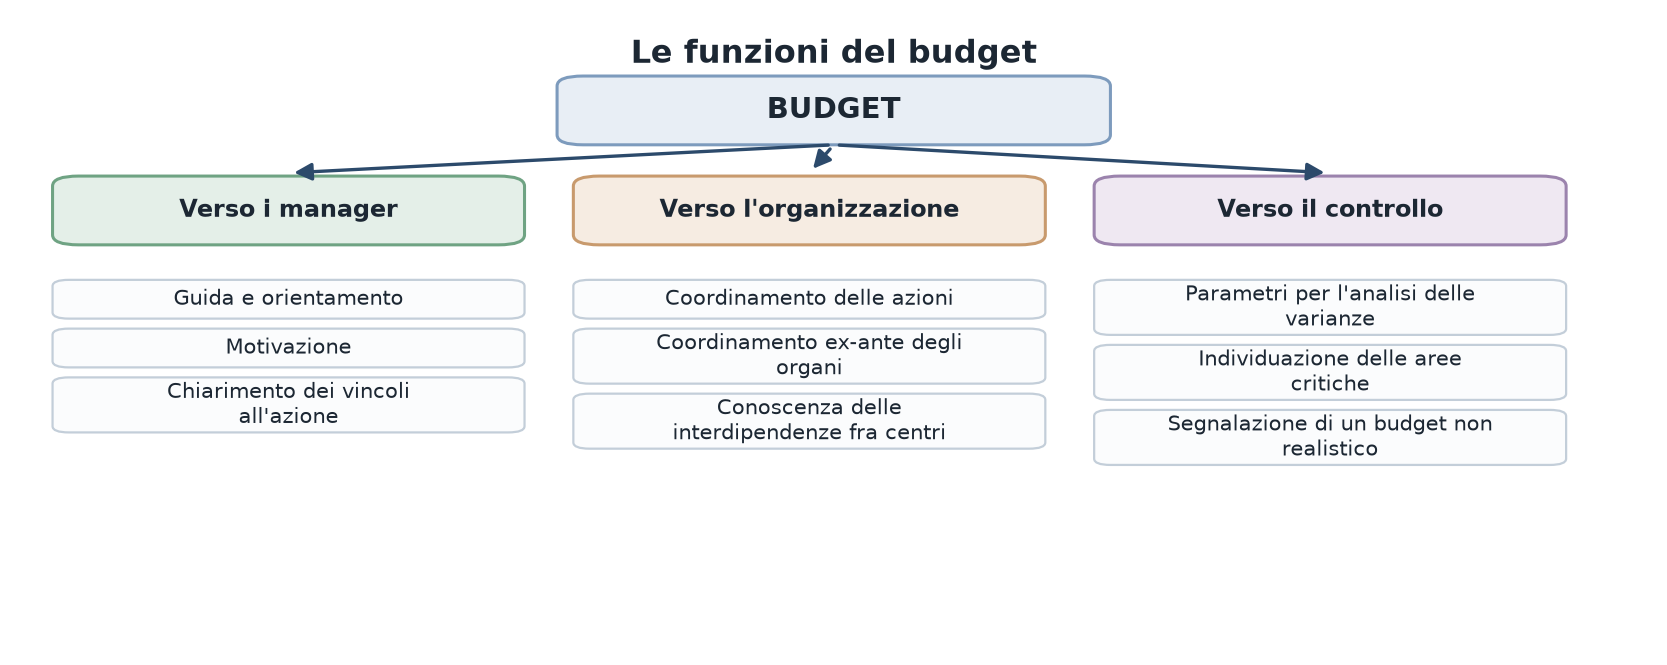 Le funzioni del budget
BUDGET
Verso i manager
Guida e orientamento
Motivazione
Chiarimento dei vincoli
all'azione
Verso l'organizzazione
Coordinamento delle azioni
Coordinamento ex-ante degli
organi
Conoscenza delle
interdipendenze fra centri
Verso il controllo
Parametri per l'analisi delle
varianze
Individuazione delle aree
critiche
Segnalazione di un budget non
realistico